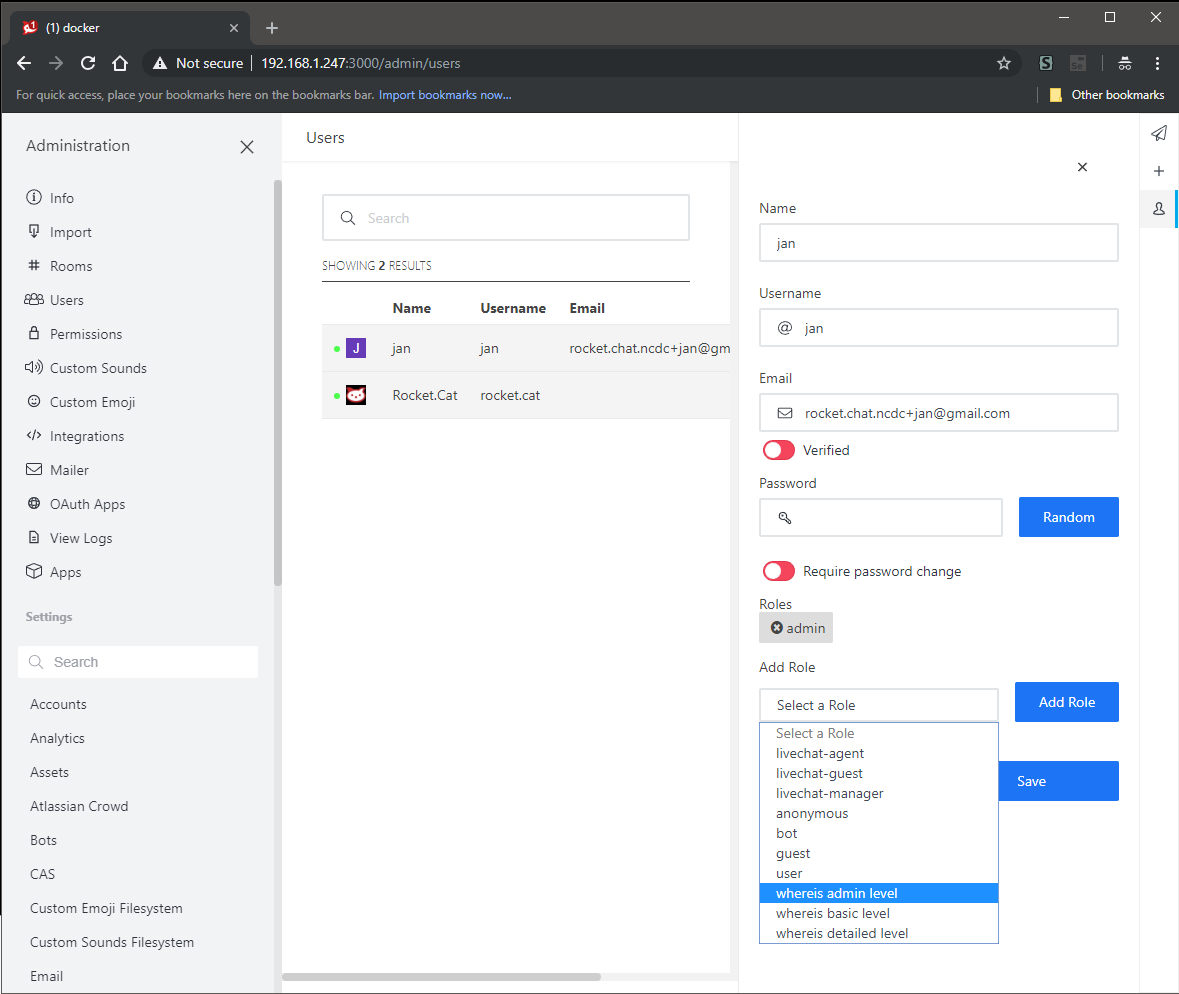 (1) docker
Not secure 192.168.1.247:3000/admin/users
For quick access, place your bookmarks here on the bookmarks bar. Import bookmarks now...
Other bookmarks
Administration
Info
Import
Rooms
Users
Permissions
Custom Sounds
Custom Emoji
Integrations
Mailer
OAuth Apps
View Logs
Apps
Settings
Search
Accounts
Analytics
Assets
Atlassian Crowd
Bots
CAS
Custom Emoji Filesystem
Custom Sounds Filesystem
Email
Users
Search
SHOWING 2 RESULTS
Name Username Email
J jan jan rocket.chat.ncdc+jan@gm
Rocket.Cat rocket.cat
Name
jan
Username
@ jan
Email
rocket.chat.ncdc+jan@gmail.com
Verified
Password
Random
Require password change
Roles
admin
Add Role
Select a Role
Add Role
Select a Role
livechat-agent
livechat-guest
livechat-manager
anonymous
bot
guest
user
whereis admin level
whereis basic level
whereis detailed level
Save